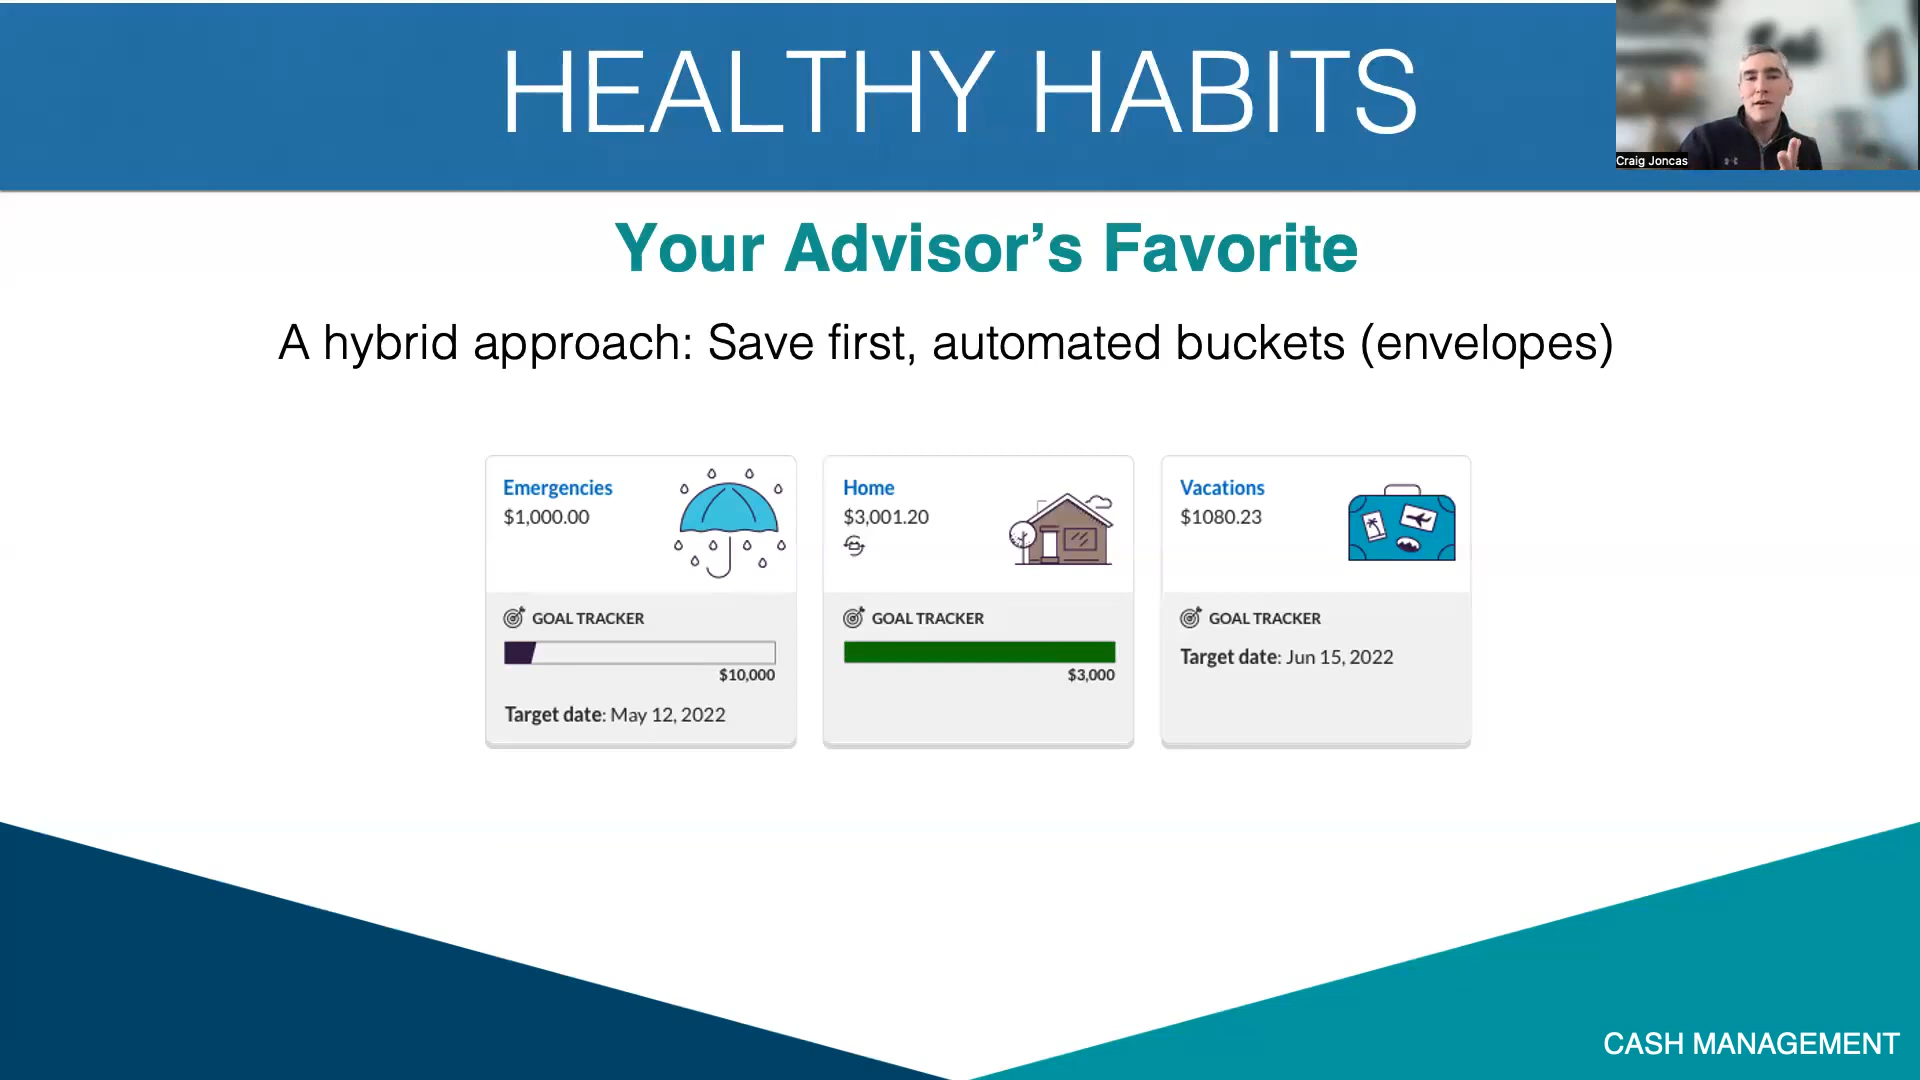 HEALTHY HABITS
Craig Joncas
Your Advisor’s Favorite
A hybrid approach: Save first, automated buckets (envelopes)
Emergencies
$1,000.00
GOAL TRACKER
$10,000
Target date: May 12, 2022
Home
$3,001.20
GOAL TRACKER
$3,000
Vacations
$1080.23
GOAL TRACKER
Target date: Jun 15, 2022
CASH MANAGEMENT